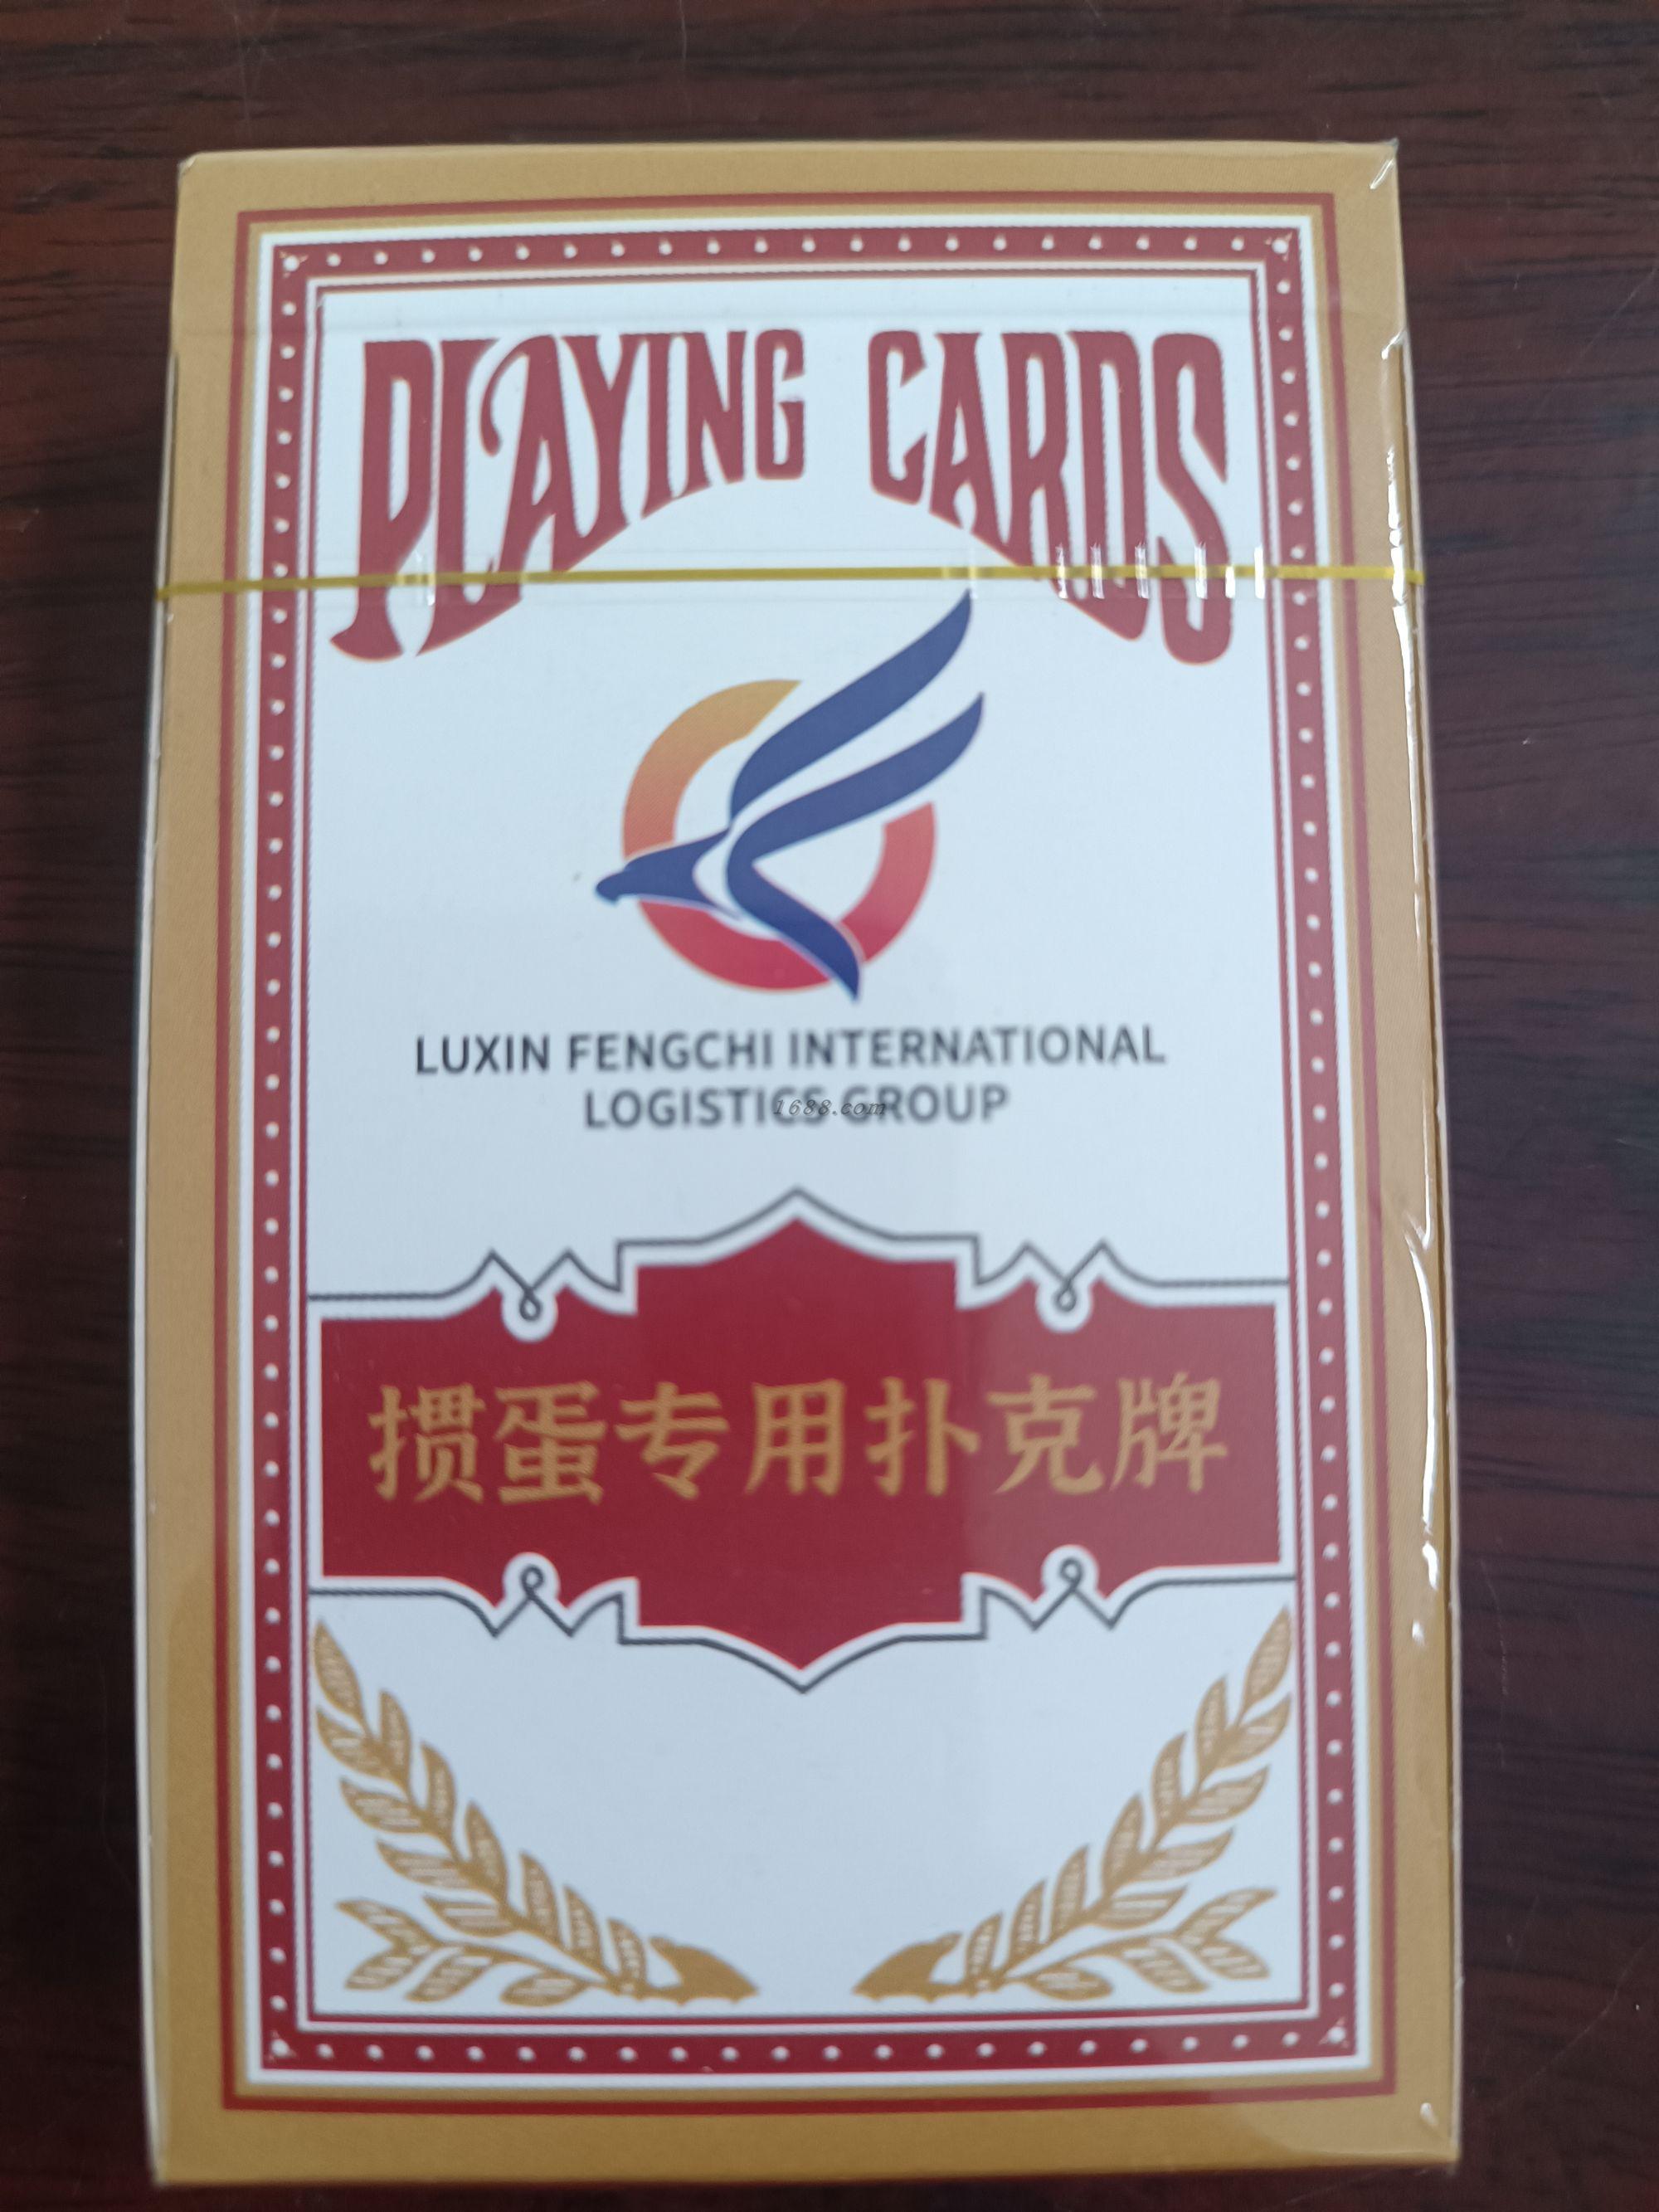 PLAYING CARDS
LUXIN FENGCHI INTERNATIONAL
LOGISTICS GROUP
1688.com
掼蛋专用扑克牌